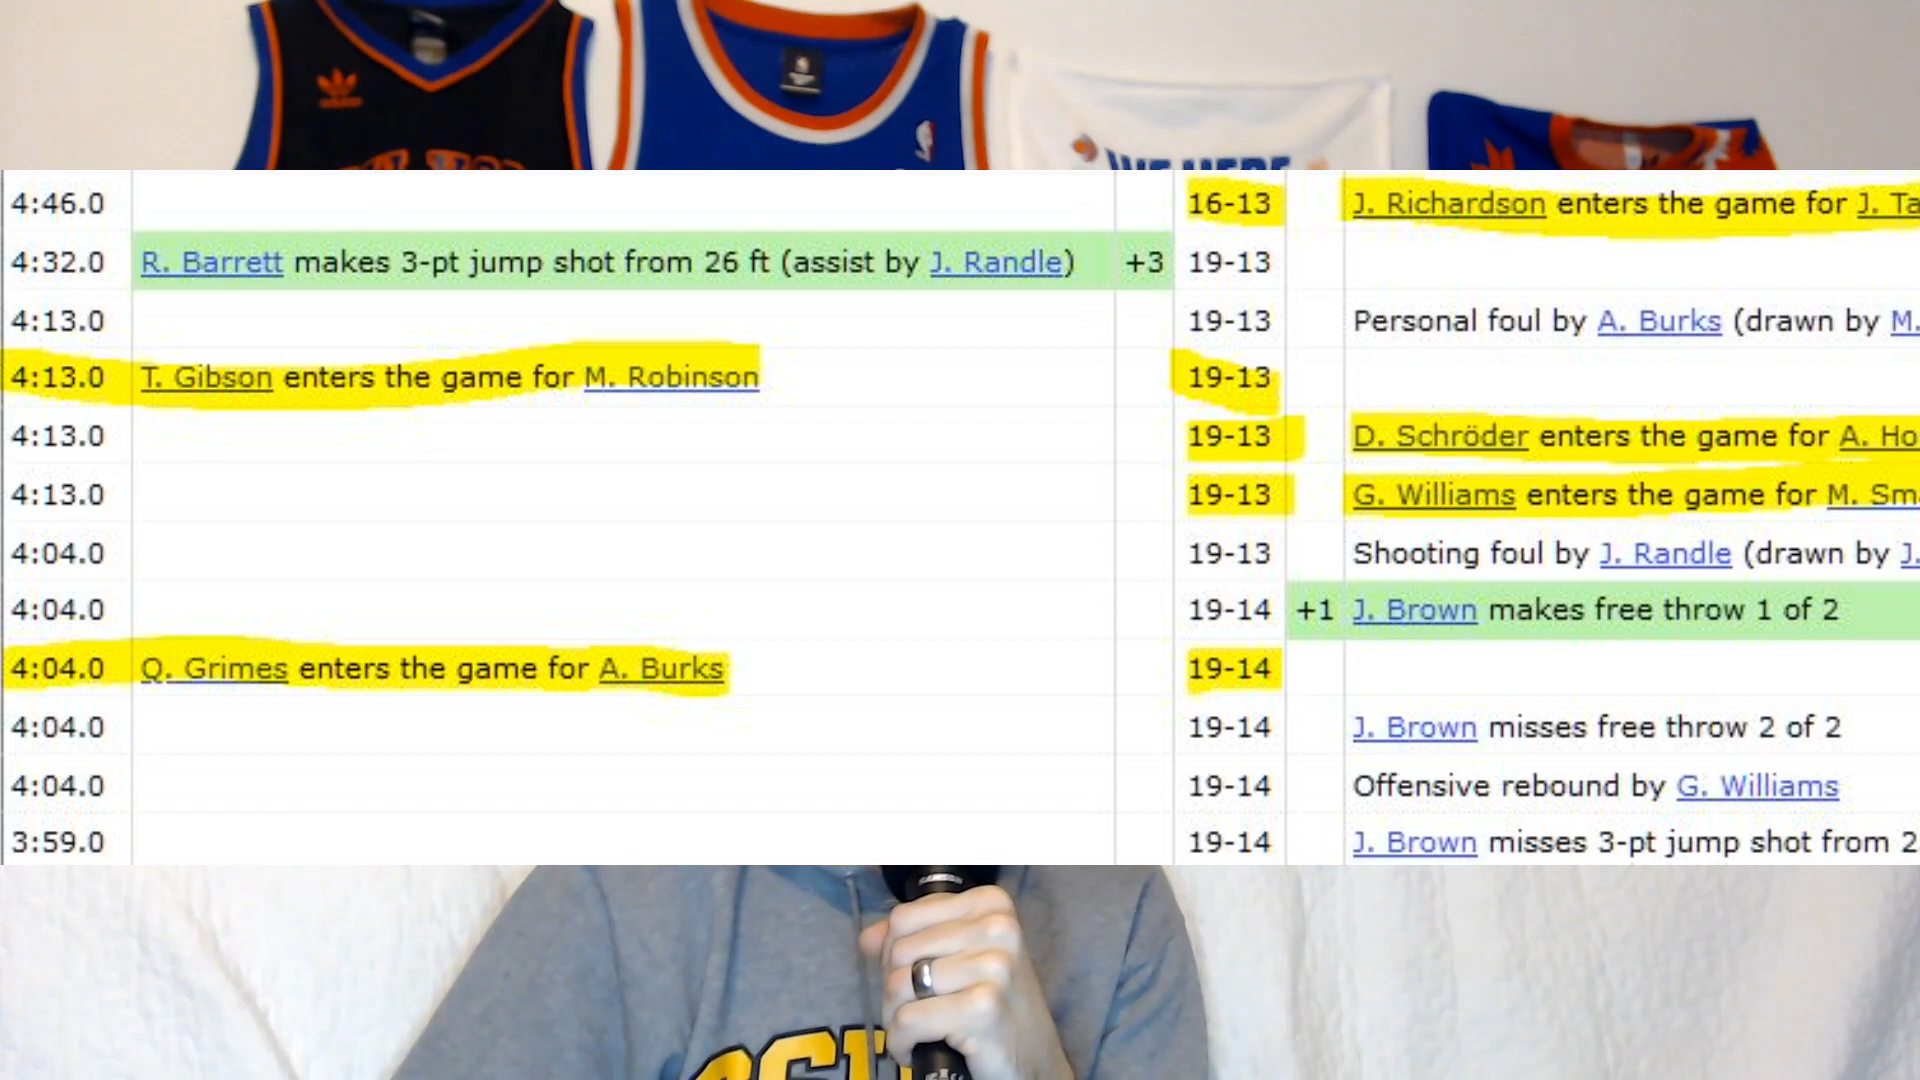 WE HERE
4:46.0 16-13 J. Richardson enters the game for J. Ta
4:32.0 R. Barrett makes 3-pt jump shot from 26 ft (assist by J. Randle) +3 19-13
4:13.0 19-13 Personal foul by A. Burks (drawn by M.
4:13.0 T. Gibson enters the game for M. Robinson 19-13
4:13.0 19-13 D. Schröder enters the game for A. Ho
4:13.0 19-13 G. Williams enters the game for M. Sm
4:04.0 19-13 Shooting foul by J. Randle (drawn by J.
4:04.0 19-14 +1 J. Brown makes free throw 1 of 2
4:04.0 Q. Grimes enters the game for A. Burks 19-14
4:04.0 19-14 J. Brown misses free throw 2 of 2
4:04.0 19-14 Offensive rebound by G. Williams
3:59.0 19-14 J. Brown misses 3-pt jump shot from 2